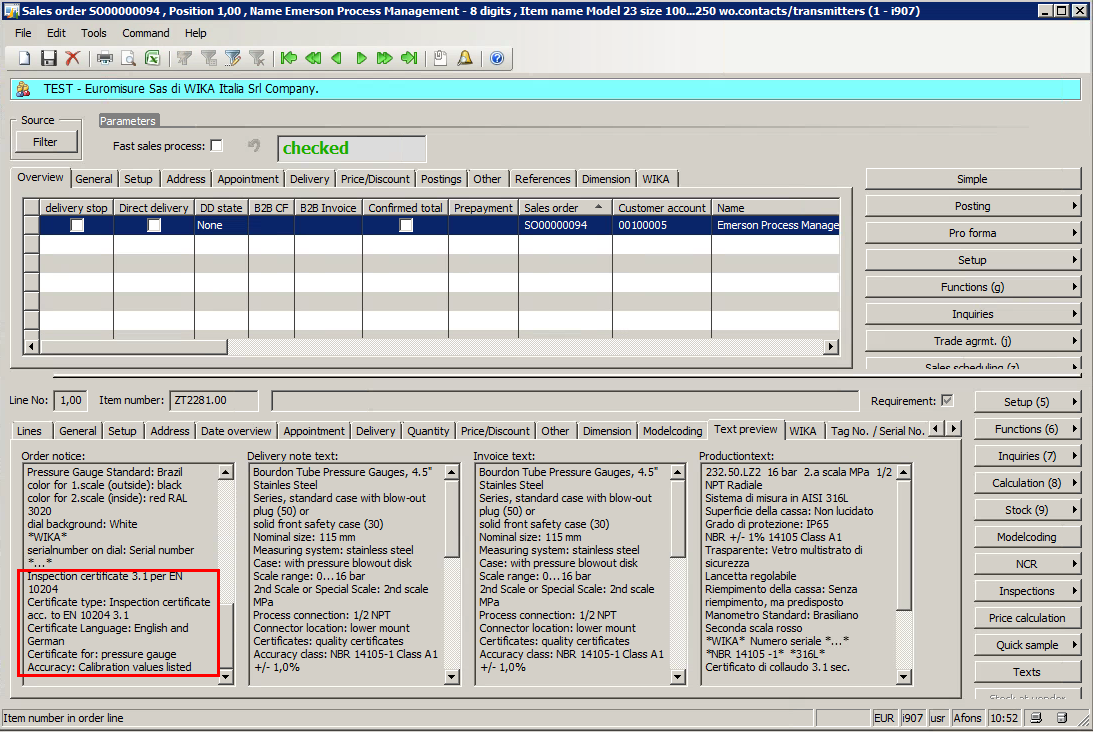 Sales order SO00000094 , Position 1,00 , Name Emerson Process Management - 8 digits , Item name Model 23 size 100...250 wo.contacts/transmitters (1 - i907)
File Edit Tools Command Help
TEST - Euromisure Sas di WIKA Italia Srl Company.
Source
Filter
Parameters
Fast sales process:
checked
Overview General Setup Address Appointment Delivery Price/Discount Postings Other References Dimension WIKA
delivery stop Direct delivery DD state B2B CF B2B Invoice Confirmed total Prepayment Sales order Customer account Name
None SO00000094 00100005 Emerson Process Manage
Simple
Posting
Pro forma
Setup
Functions (g)
Inquiries
Trade agrmt. (j)
Sales scheduling (z)
Line No: 1,00 Item number: ZT2281.00 Requirement:
Lines General Setup Address Date overview Appointment Delivery Quantity Price/Discount Other Dimension Modelcoding Text preview WIKA Tag No. / Serial No.
Order notice:
Pressure Gauge Standard: Brazil
color for 1.scale (outside): black
color for 2.scale (inside): red RAL
3020
dial background: White
*WIKA*
serialnumber on dial: Serial number
*...*
Inspection certificate 3.1 per EN
10204
Certificate type: Inspection certificate
acc. to EN 10204 3.1
Certificate Language: English and
German
Certificate for: pressure gauge
Accuracy: Calibration values listed
Delivery note text:
Bourdon Tube Pressure Gauges, 4.5"
Stainles Steel
Series, standard case with blow-out
plug (50) or
solid front safety case (30)
Nominal size: 115 mm
Measuring system: stainless steel
Case: with pressure blowout disk
Scale range: 0...16 bar
2nd Scale or Special Scale: 2nd scale
MPa
Process connection: 1/2 NPT
Connector location: lower mount
Certificates: quality certificates
Accuracy class: NBR 14105-1 Class A1
+/- 1,0%
Invoice text:
Bourdon Tube Pressure Gauges, 4.5"
Stainles Steel
Series, standard case with blow-out
plug (50) or
solid front safety case (30)
Nominal size: 115 mm
Measuring system: stainless steel
Case: with pressure blowout disk
Scale range: 0...16 bar
2nd Scale or Special Scale: 2nd scale
MPa
Process connection: 1/2 NPT
Connector location: lower mount
Certificates: quality certificates
Accuracy class: NBR 14105-1 Class A1
+/- 1,0%
Productiontext:
232.50.LZ2 16 bar 2.a scala MPa 1/2
NPT Radiale
Sistema di misura in AISI 316L
Superficie della cassa: Non lucidato
Grado di protezione: IP65
NBR +/- 1% 14105 Class A1
Trasparente: Vetro multistrato di
sicurezza
Lancetta regolabile
Riempimento della cassa: Senza
riempimento, ma predisposto
Manometro Standard: Brasiliano
Seconda scala rosso
*WIKA* Numero seriale *...*
*NBR 14105 -1* *316L*
Certificato di collaudo 3.1 sec.
Setup (5)
Functions (6)
Inquiries (7)
Calculation (8)
Stock (9)
Modelcoding
NCR
Inspections
Price calculation
Quick sample
Texts
Stock at vendor
Item number in order line EUR i907 usr Afons 10:52